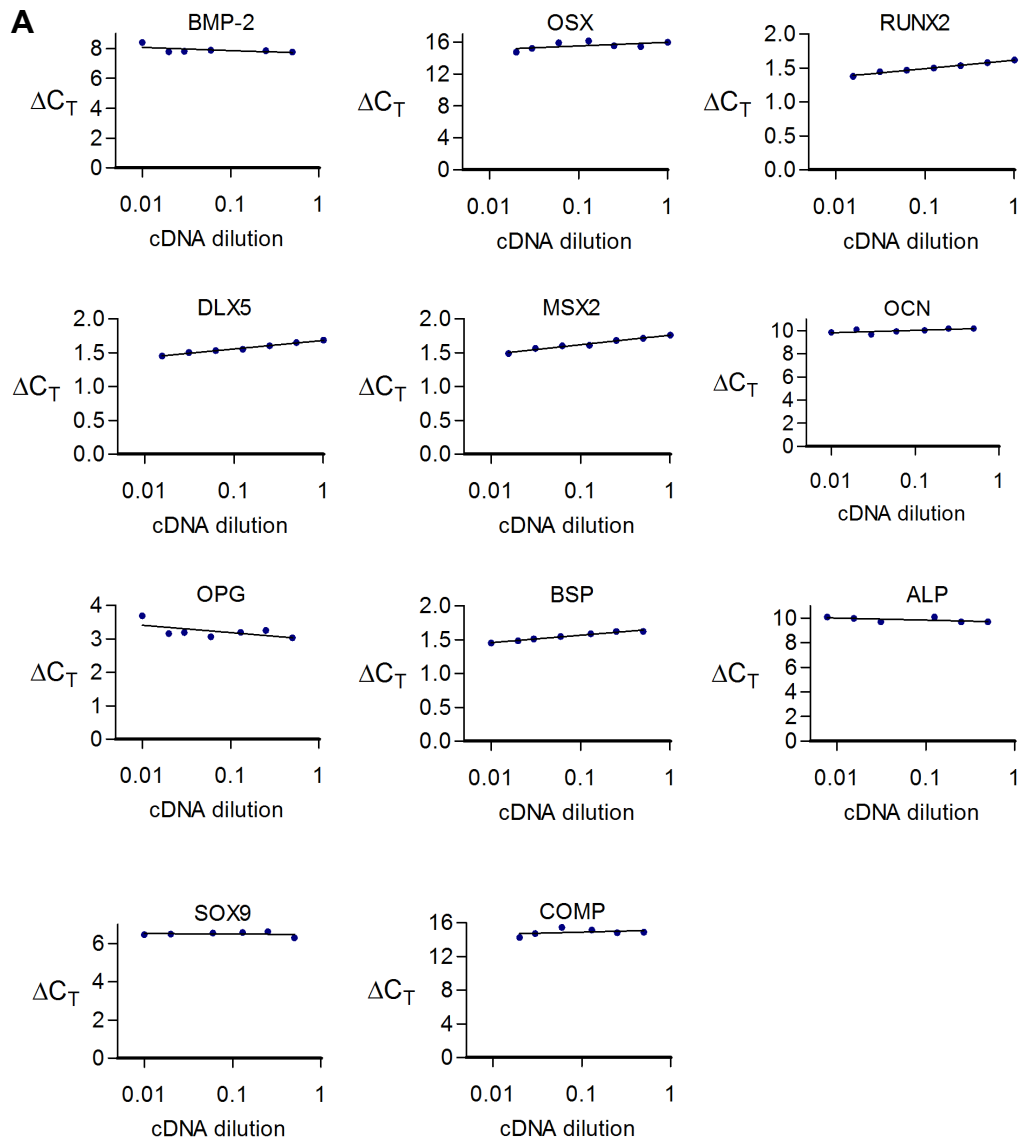 A
BMP-2
8
6
4
2
0
ΔCT
0.01 0.1 1
cDNA dilution
OSX
16
12
8
4
0
ΔCT
0.01 0.1 1
cDNA dilution
RUNX2
2.0
1.5
1.0
0.5
0.0
ΔCT
0.01 0.1 1
cDNA dilution
DLX5
2.0
1.5
1.0
0.5
0.0
ΔCT
0.01 0.1 1
cDNA dilution
MSX2
2.0
1.5
1.0
0.5
0.0
ΔCT
0.01 0.1 1
cDNA dilution
OCN
10
8
6
4
2
0
ΔCT
0.01 0.1 1
cDNA dilution
OPG
4
3
2
1
0
ΔCT
0.01 0.1 1
cDNA dilution
BSP
2.0
1.5
1.0
0.5
0.0
ΔCT
0.01 0.1 1
cDNA dilution
ALP
10
8
6
4
2
0
ΔCT
0.01 0.1 1
cDNA dilution
SOX9
6
4
2
0
ΔCT
0.01 0.1 1
cDNA dilution
COMP
16
12
8
4
0
ΔCT
0.01 0.1 1
cDNA dilution